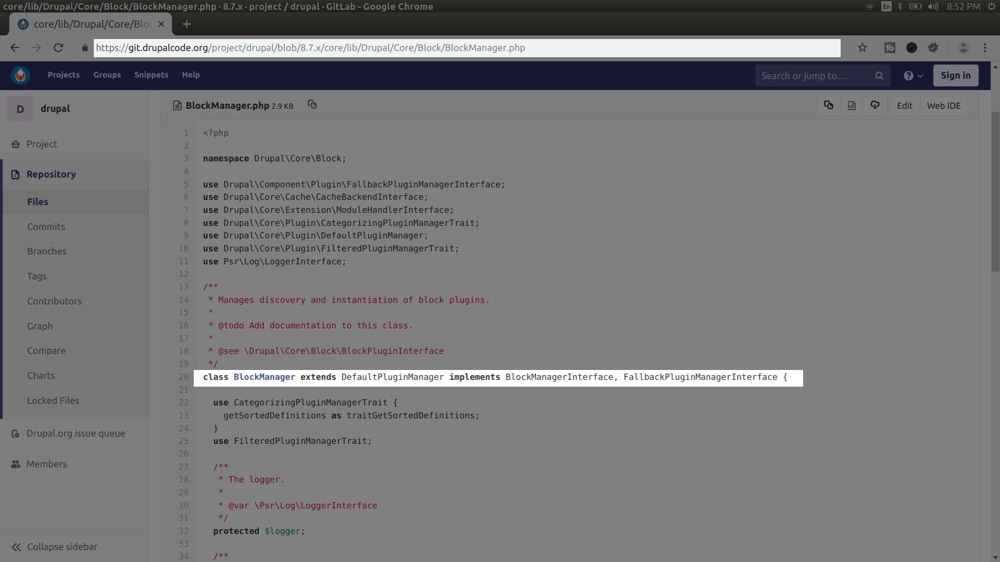 core/lib/Drupal/Core/Block/BlockManager.php · 8.7.x · project / drupal · GitLab - Google Chrome
En
8:52 PM
core/lib/Drupal/Core/Bloc
https://git.drupalcode.org/project/drupal/blob/8.7.x/core/lib/Drupal/Core/Block/BlockManager.php
Projects Groups Snippets Help
Search or jump to…
Sign in
D drupal
Project
Repository
Files
Commits
Branches
Tags
Contributors
Graph
Compare
Charts
Locked Files
Drupal.org issue queue
Members
Collapse sidebar
BlockManager.php 2.9 KB
Edit Web IDE
1 <?php
2
3 namespace Drupal\Core\Block;
4
5 use Drupal\Component\Plugin\FallbackPluginManagerInterface;
6 use Drupal\Core\Cache\CacheBackendInterface;
7 use Drupal\Core\Extension\ModuleHandlerInterface;
8 use Drupal\Core\Plugin\CategorizingPluginManagerTrait;
9 use Drupal\Core\Plugin\DefaultPluginManager;
10 use Drupal\Core\Plugin\FilteredPluginManagerTrait;
11 use Psr\Log\LoggerInterface;
12
13 /**
14  * Manages discovery and instantiation of block plugins.
15  *
16  * @todo Add documentation to this class.
17  *
18  * @see \Drupal\Core\Block\BlockPluginInterface
19  */
20 class BlockManager extends DefaultPluginManager implements BlockManagerInterface, FallbackPluginManagerInterface {
21
22   use CategorizingPluginManagerTrait {
23     getSortedDefinitions as traitGetSortedDefinitions;
24   }
25   use FilteredPluginManagerTrait;
26
27   /**
28    * The logger.
29    *
30    * @var \Psr\Log\LoggerInterface
31    */
32   protected $logger;
33
34   /**